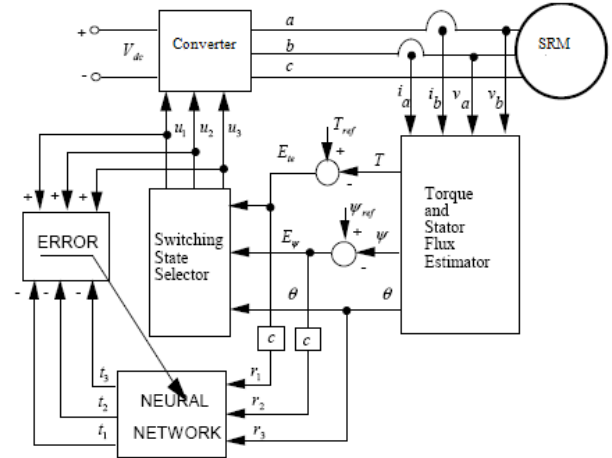 a
Converter
SRM
+
V_dc
b
-
c
i_a
i_b
v_a
v_b
u_1
u_2
u_3
T_ref
+
E_te
T
-
+
+
+
ψ_ref
Torque
and
Stator
Flux
Estimator
ERROR
Switching
State
Selector
E_ψ
+
ψ
-
-
-
-
θ
θ
c
c
t_3
r_1
NEURAL
t_2
r_2
t_1
NETWORK
r_3